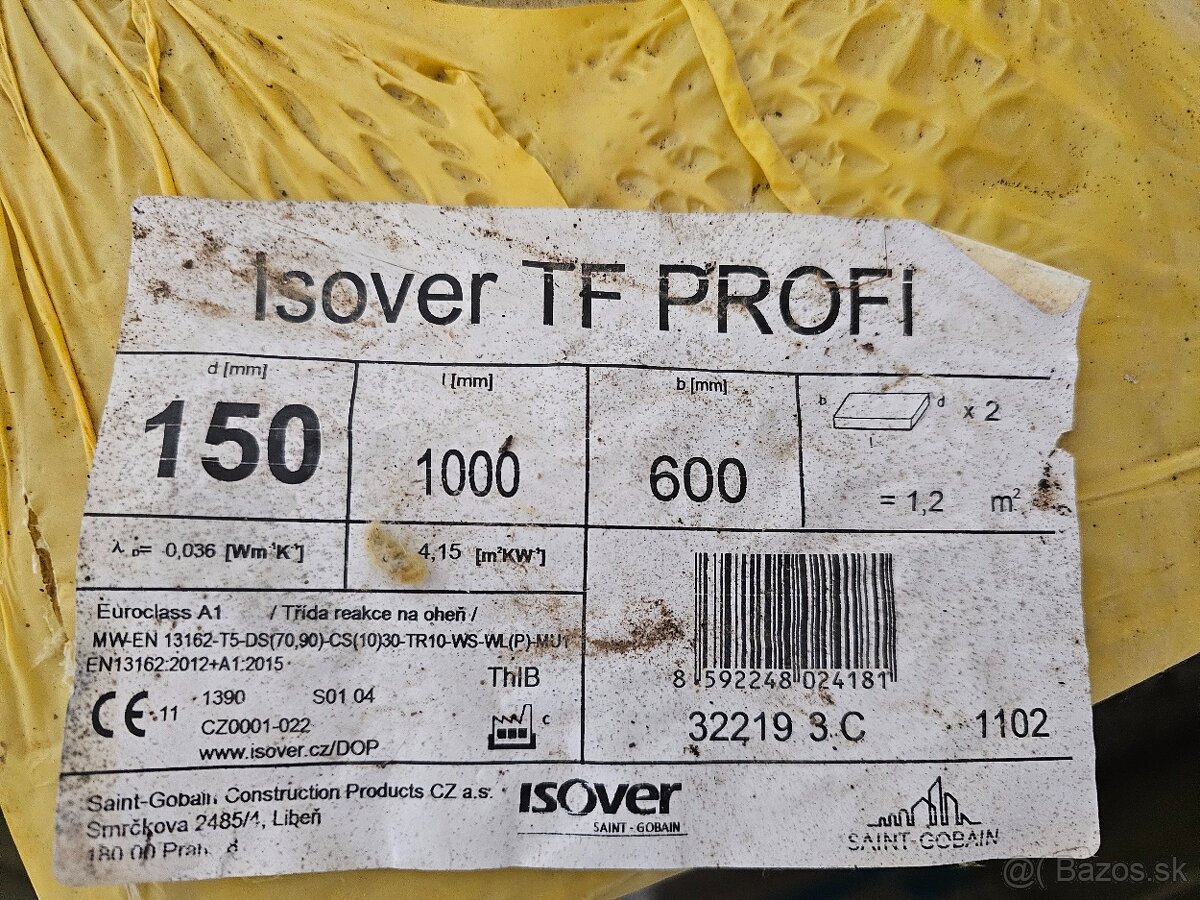 Isover TF PROFI
d [mm]
150
l [mm]
1000
b [mm]
600
b d x 2
l
= 1,2 m²
λ D= 0,036 [Wm⁻¹K⁻¹]
4,15 [m²KW⁻¹]
Euroclass A1 / Třída reakce na oheň /
MW-EN 13162-T5-DS(70,90)-CS(10)30-TR10-WS-WL(P)-MU1
EN13162:2012+A1:2015
ThIB
CE 11 1390 S01 04
CZ0001-022
www.isover.cz/DOP
C
8 592248 024181
32219 3 C 1102
Saint-Gobain Construction Products CZ a.s.
Smrčkova 2485/4, Libeň
180 00
isover
SAINT-GOBAIN
SAINT-GOBAIN
@( Bazos.sk